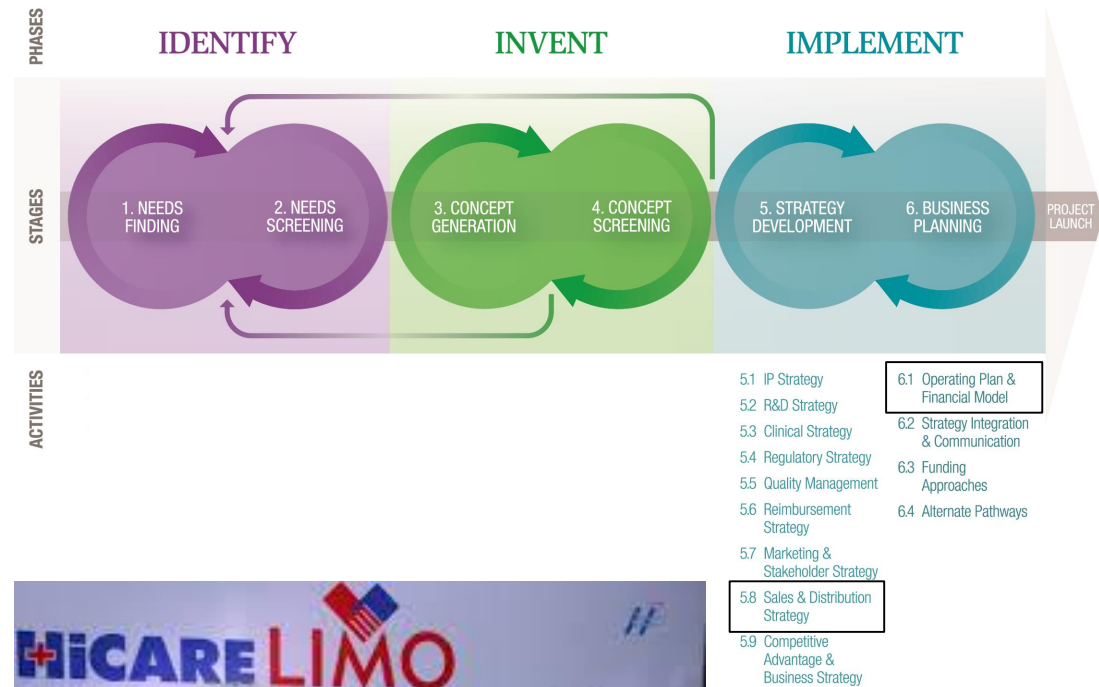 PHASES
IDENTIFY
INVENT
IMPLEMENT
STAGES
1. NEEDS
FINDING
2. NEEDS
SCREENING
3. CONCEPT
GENERATION
4. CONCEPT
SCREENING
5. STRATEGY
DEVELOPMENT
6. BUSINESS
PLANNING
PROJECT
LAUNCH
ACTIVITIES
5.1 IP Strategy
5.2 R&D Strategy
5.3 Clinical Strategy
5.4 Regulatory Strategy
5.5 Quality Management
5.6 Reimbursement
Strategy
5.7 Marketing &
Stakeholder Strategy
5.8 Sales & Distribution
Strategy
5.9 Competitive
Advantage &
Business Strategy
6.1 Operating Plan &
Financial Model
6.2 Strategy Integration
& Communication
6.3 Funding
Approaches
6.4 Alternate Pathways
HiCARE LIMO